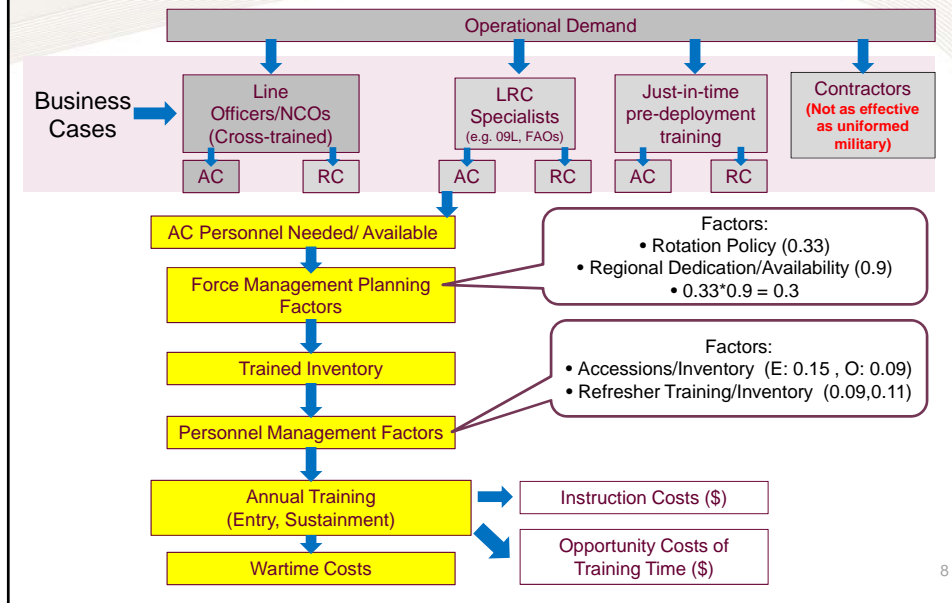 Operational Demand
Business
Cases
Line
Officers/NCOs
(Cross-trained)
LRC
Specialists
(e.g. 09L, FAOs)
Just-in-time
pre-deployment
training
Contractors
(Not as effective
as uniformed
military)
AC
RC
AC
RC
AC
RC
AC Personnel Needed/ Available
Force Management Planning
Factors
Factors:
• Rotation Policy (0.33)
• Regional Dedication/Availability (0.9)
• 0.33*0.9 = 0.3
Trained Inventory
Personnel Management Factors
Factors:
• Accessions/Inventory (E: 0.15 , O: 0.09)
• Refresher Training/Inventory (0.09,0.11)
Annual Training
(Entry, Sustainment)
Instruction Costs ($)
Opportunity Costs of
Training Time ($)
Wartime Costs
8